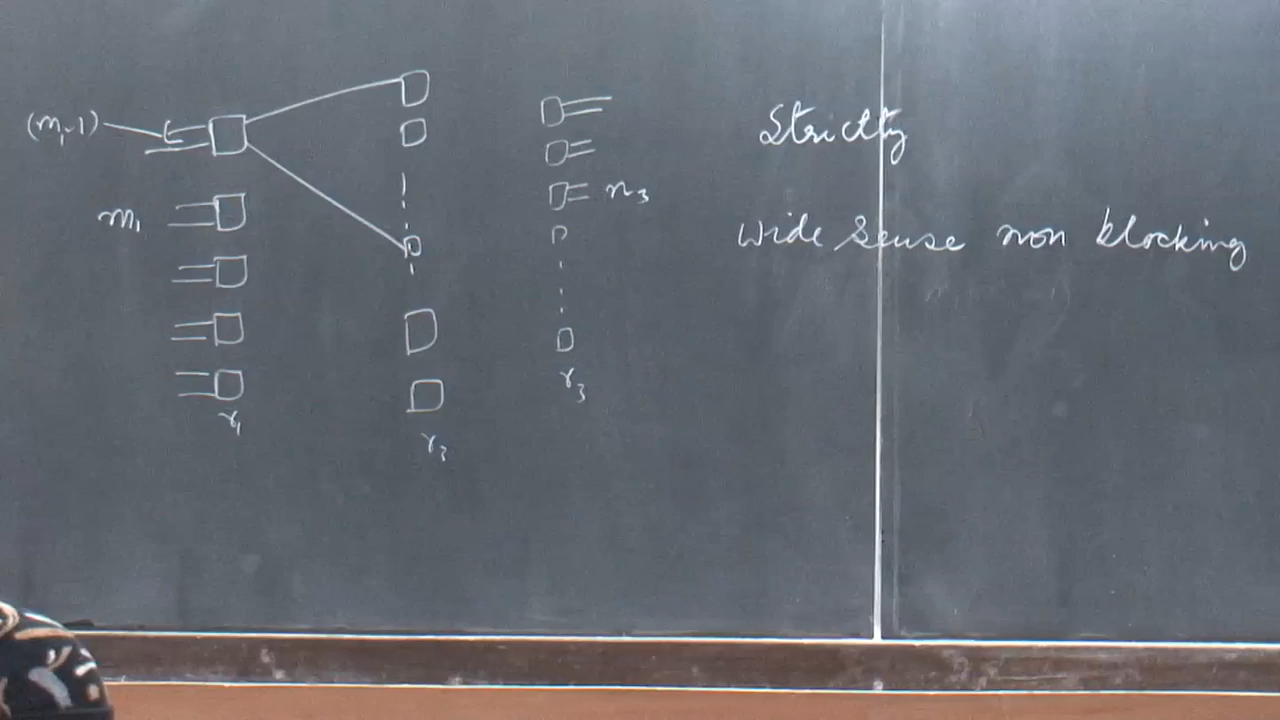 (m₁-1)
m₁
r₁
r₂
n₃
r₃
Strictly
wide sense non blocking